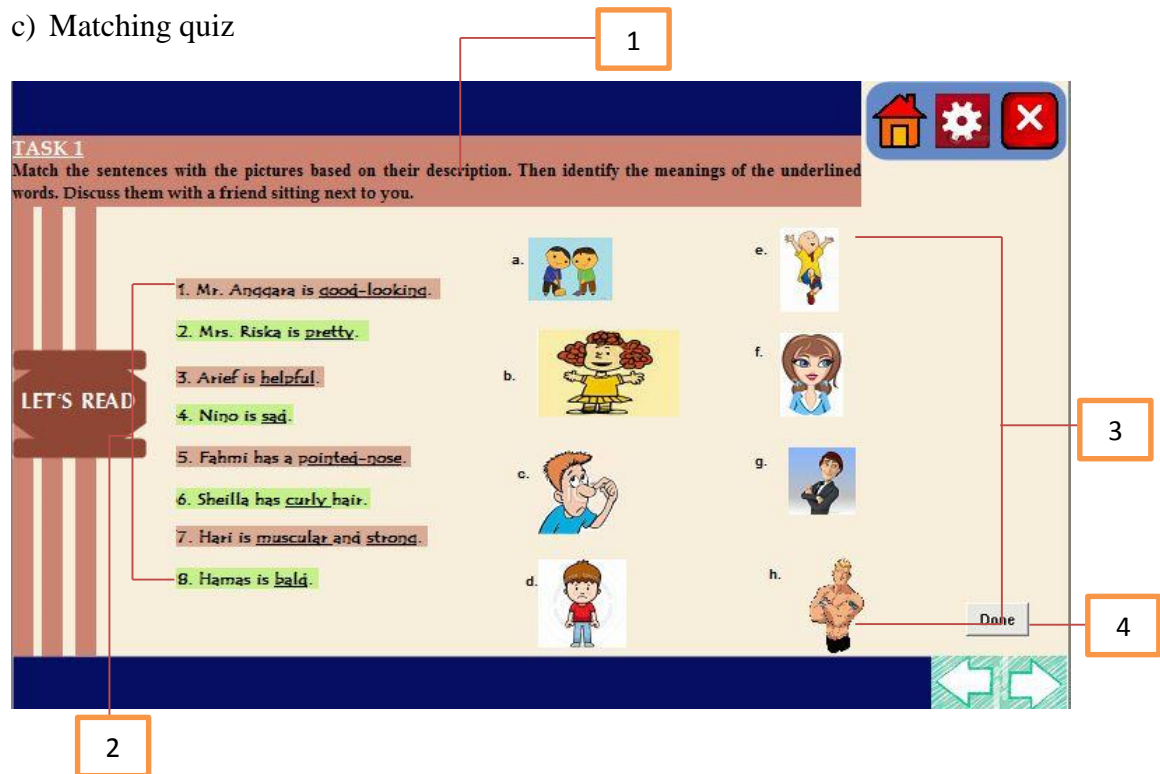 c) Matching quiz
1
TASK 1
Match the sentences with the pictures based on their description. Then identify the meanings of the underlined
words. Discuss them with a friend sitting next to you.
LET'S READ
1. Mr. Anggara is good-looking.
2. Mrs. Riska is pretty.
3. Arief is helpful.
4. Nino is sad.
5. Fahmi has a pointed-nose.
6. Sheilla has curly hair.
7. Hari is muscular and strong.
8. Hamas is bald.
a.
b.
c.
d.
e.
f.
g.
h.
3
Done
4
2